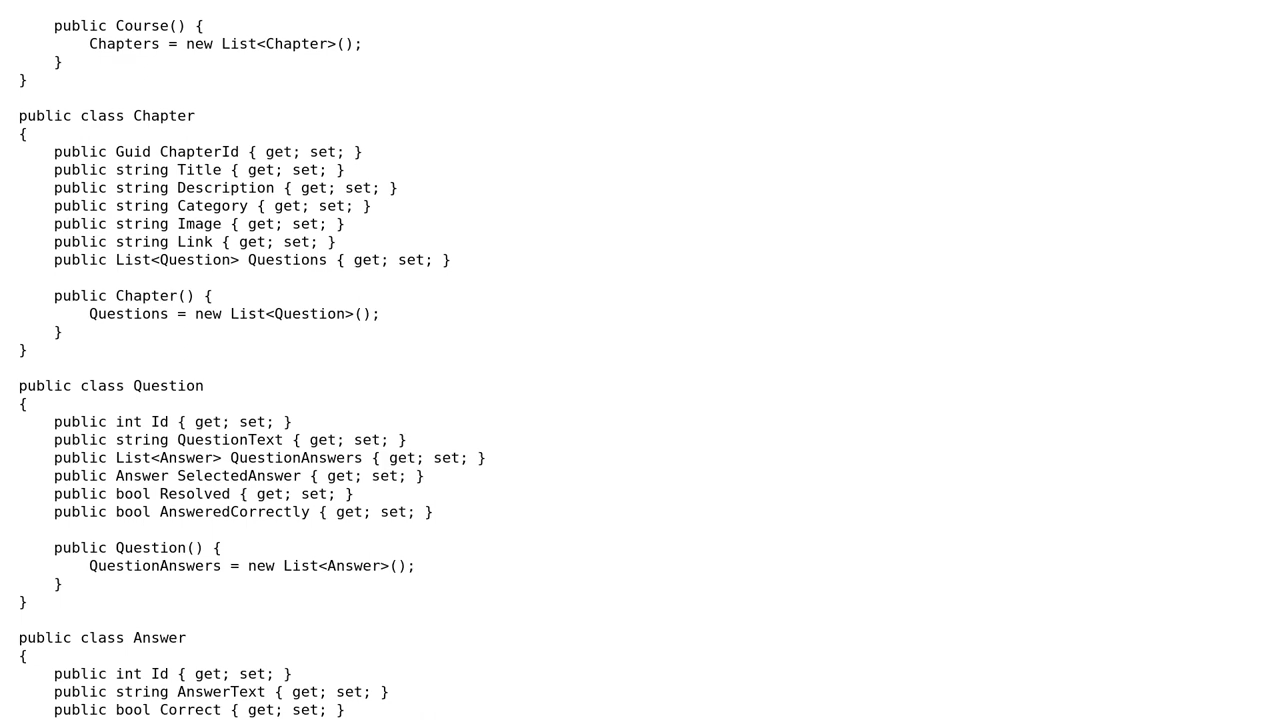 public Course() {
        Chapters = new List<Chapter>();
    }
}

public class Chapter
{
    public Guid ChapterId { get; set; }
    public string Title { get; set; }
    public string Description { get; set; }
    public string Category { get; set; }
    public string Image { get; set; }
    public string Link { get; set; }
    public List<Question> Questions { get; set; }

    public Chapter() {
        Questions = new List<Question>();
    }
}

public class Question
{
    public int Id { get; set; }
    public string QuestionText { get; set; }
    public List<Answer> QuestionAnswers { get; set; }
    public Answer SelectedAnswer { get; set; }
    public bool Resolved { get; set; }
    public bool AnsweredCorrectly { get; set; }

    public Question() {
        QuestionAnswers = new List<Answer>();
    }
}

public class Answer
{
    public int Id { get; set; }
    public string AnswerText { get; set; }
    public bool Correct { get; set; }